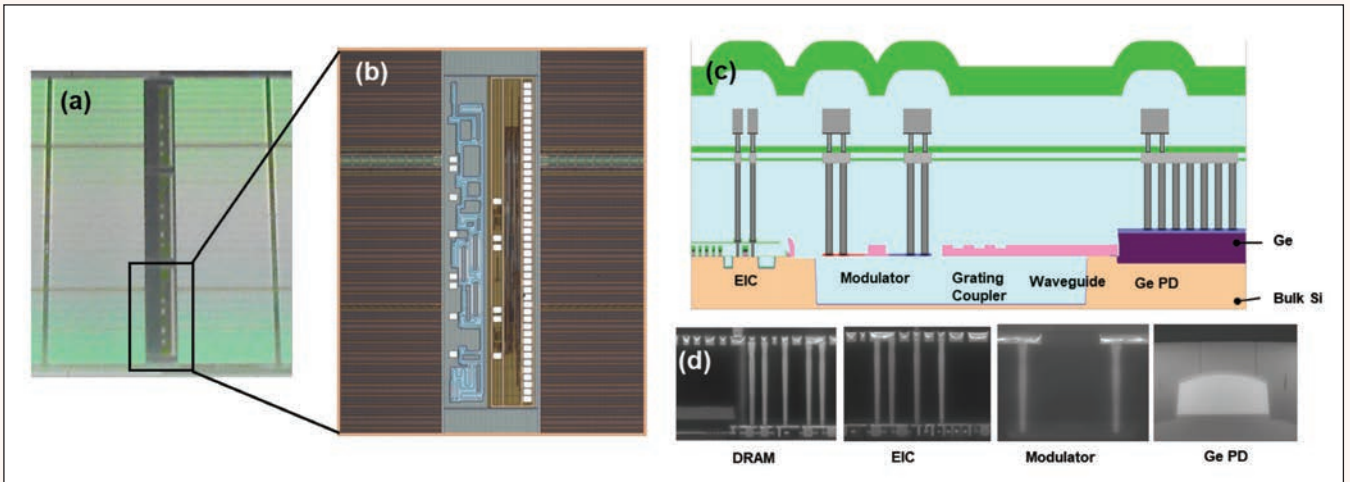 (a)
(b)
(c)
EIC
Modulator
Grating
Coupler
Waveguide
Ge PD
Ge
Bulk Si
(d)
DRAM
EIC
Modulator
Ge PD